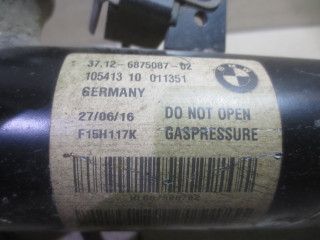 37.12-6875087-02
105413 10 011351
GERMANY
27/06/16 DO NOT OPEN
F15H117K GASPRESSURE